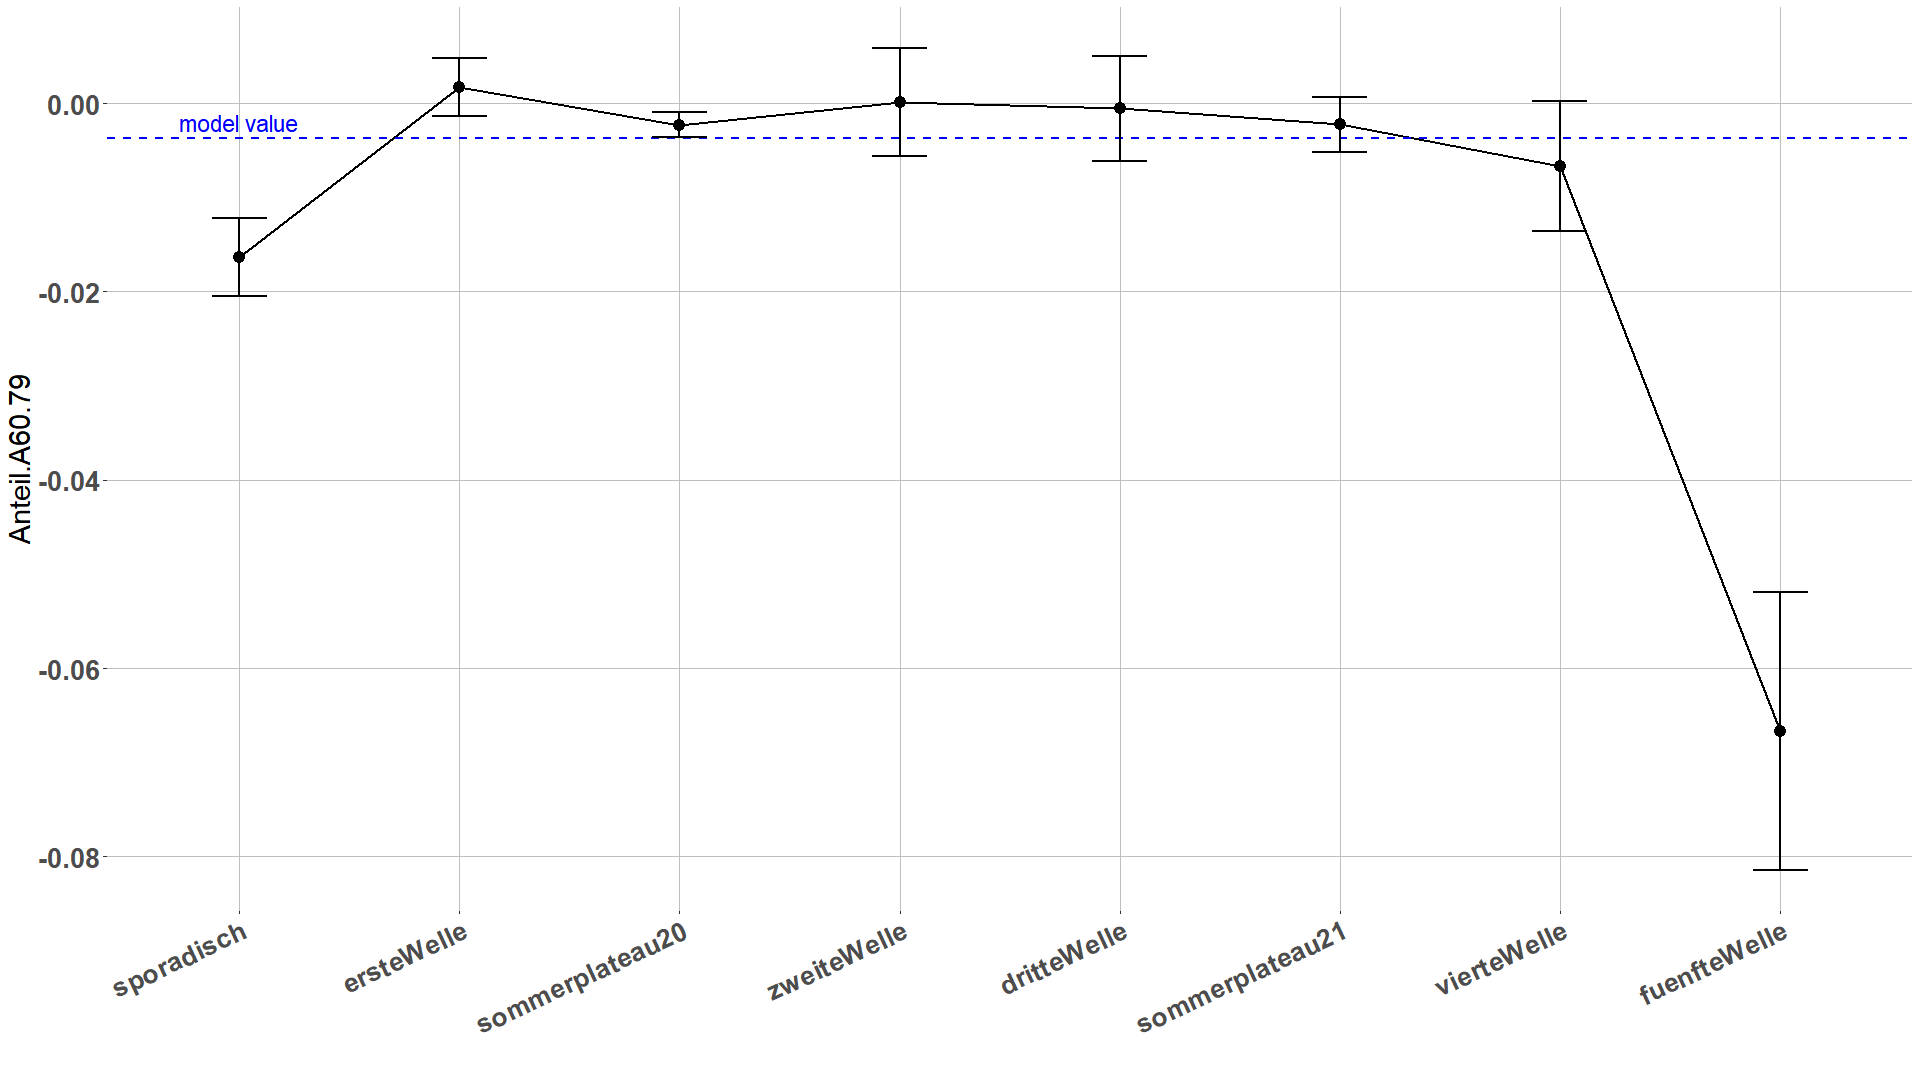 Anteil.A60.79
0.00
-0.02
-0.04
-0.06
-0.08
model value
sporadisch
ersteWelle
sommerplateau20
zweiteWelle
dritteWelle
sommerplateau21
vierteWelle
fuenfteWelle